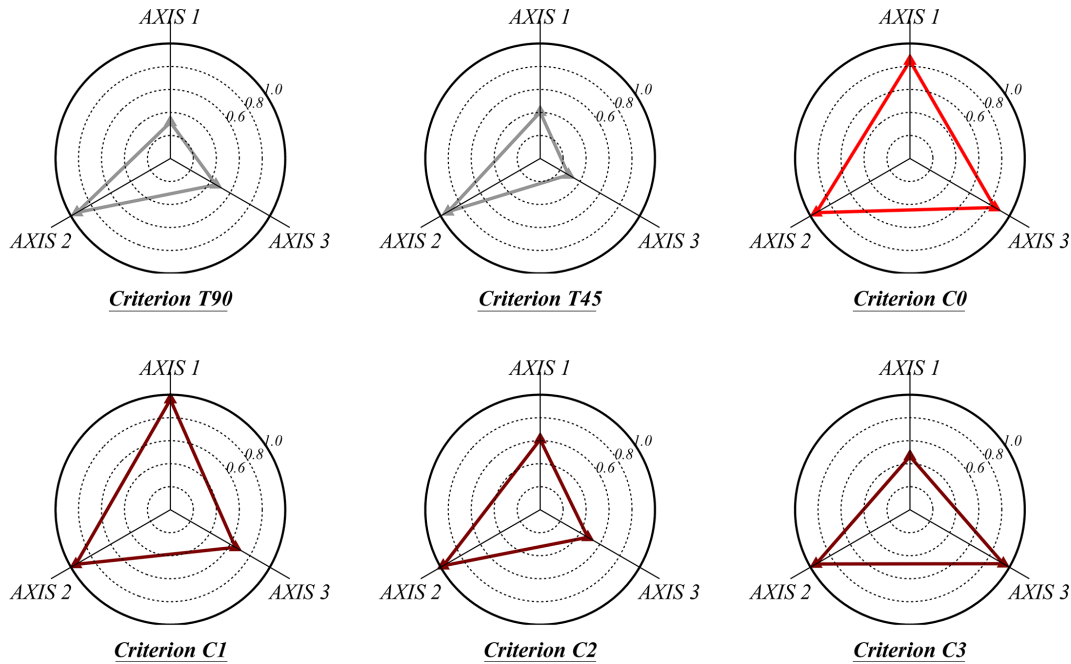 AXIS 1
AXIS 1
AXIS 1
1.0
0.8
0.6
1.0
0.8
0.6
1.0
0.8
0.6
AXIS 2
AXIS 3
AXIS 2
AXIS 3
AXIS 2
AXIS 3
Criterion T90
Criterion T45
Criterion C0
AXIS 1
AXIS 1
AXIS 1
1.0
0.8
0.6
1.0
0.8
0.6
1.0
0.8
0.6
AXIS 2
AXIS 3
AXIS 2
AXIS 3
AXIS 2
AXIS 3
Criterion C1
Criterion C2
Criterion C3